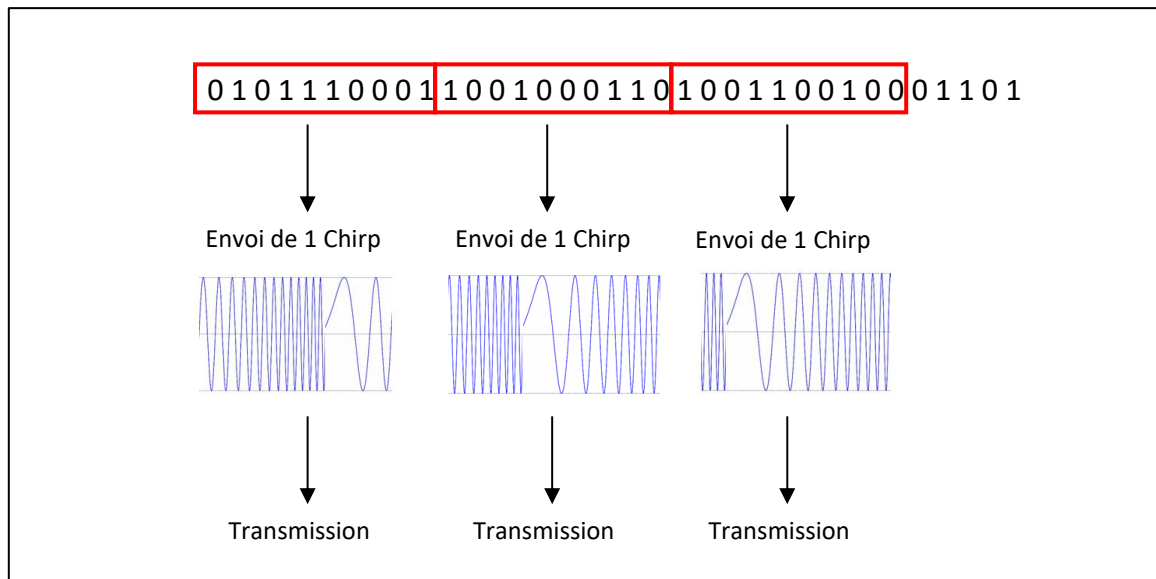 0 1 0 1 1 1 0 0 0 1 1 0 0 1 0 0 0 1 1 0 1 0 0 1 1 0 0 1 0 0 0 1 1 0 1
Envoi de 1 Chirp Envoi de 1 Chirp Envoi de 1 Chirp
Transmission Transmission Transmission